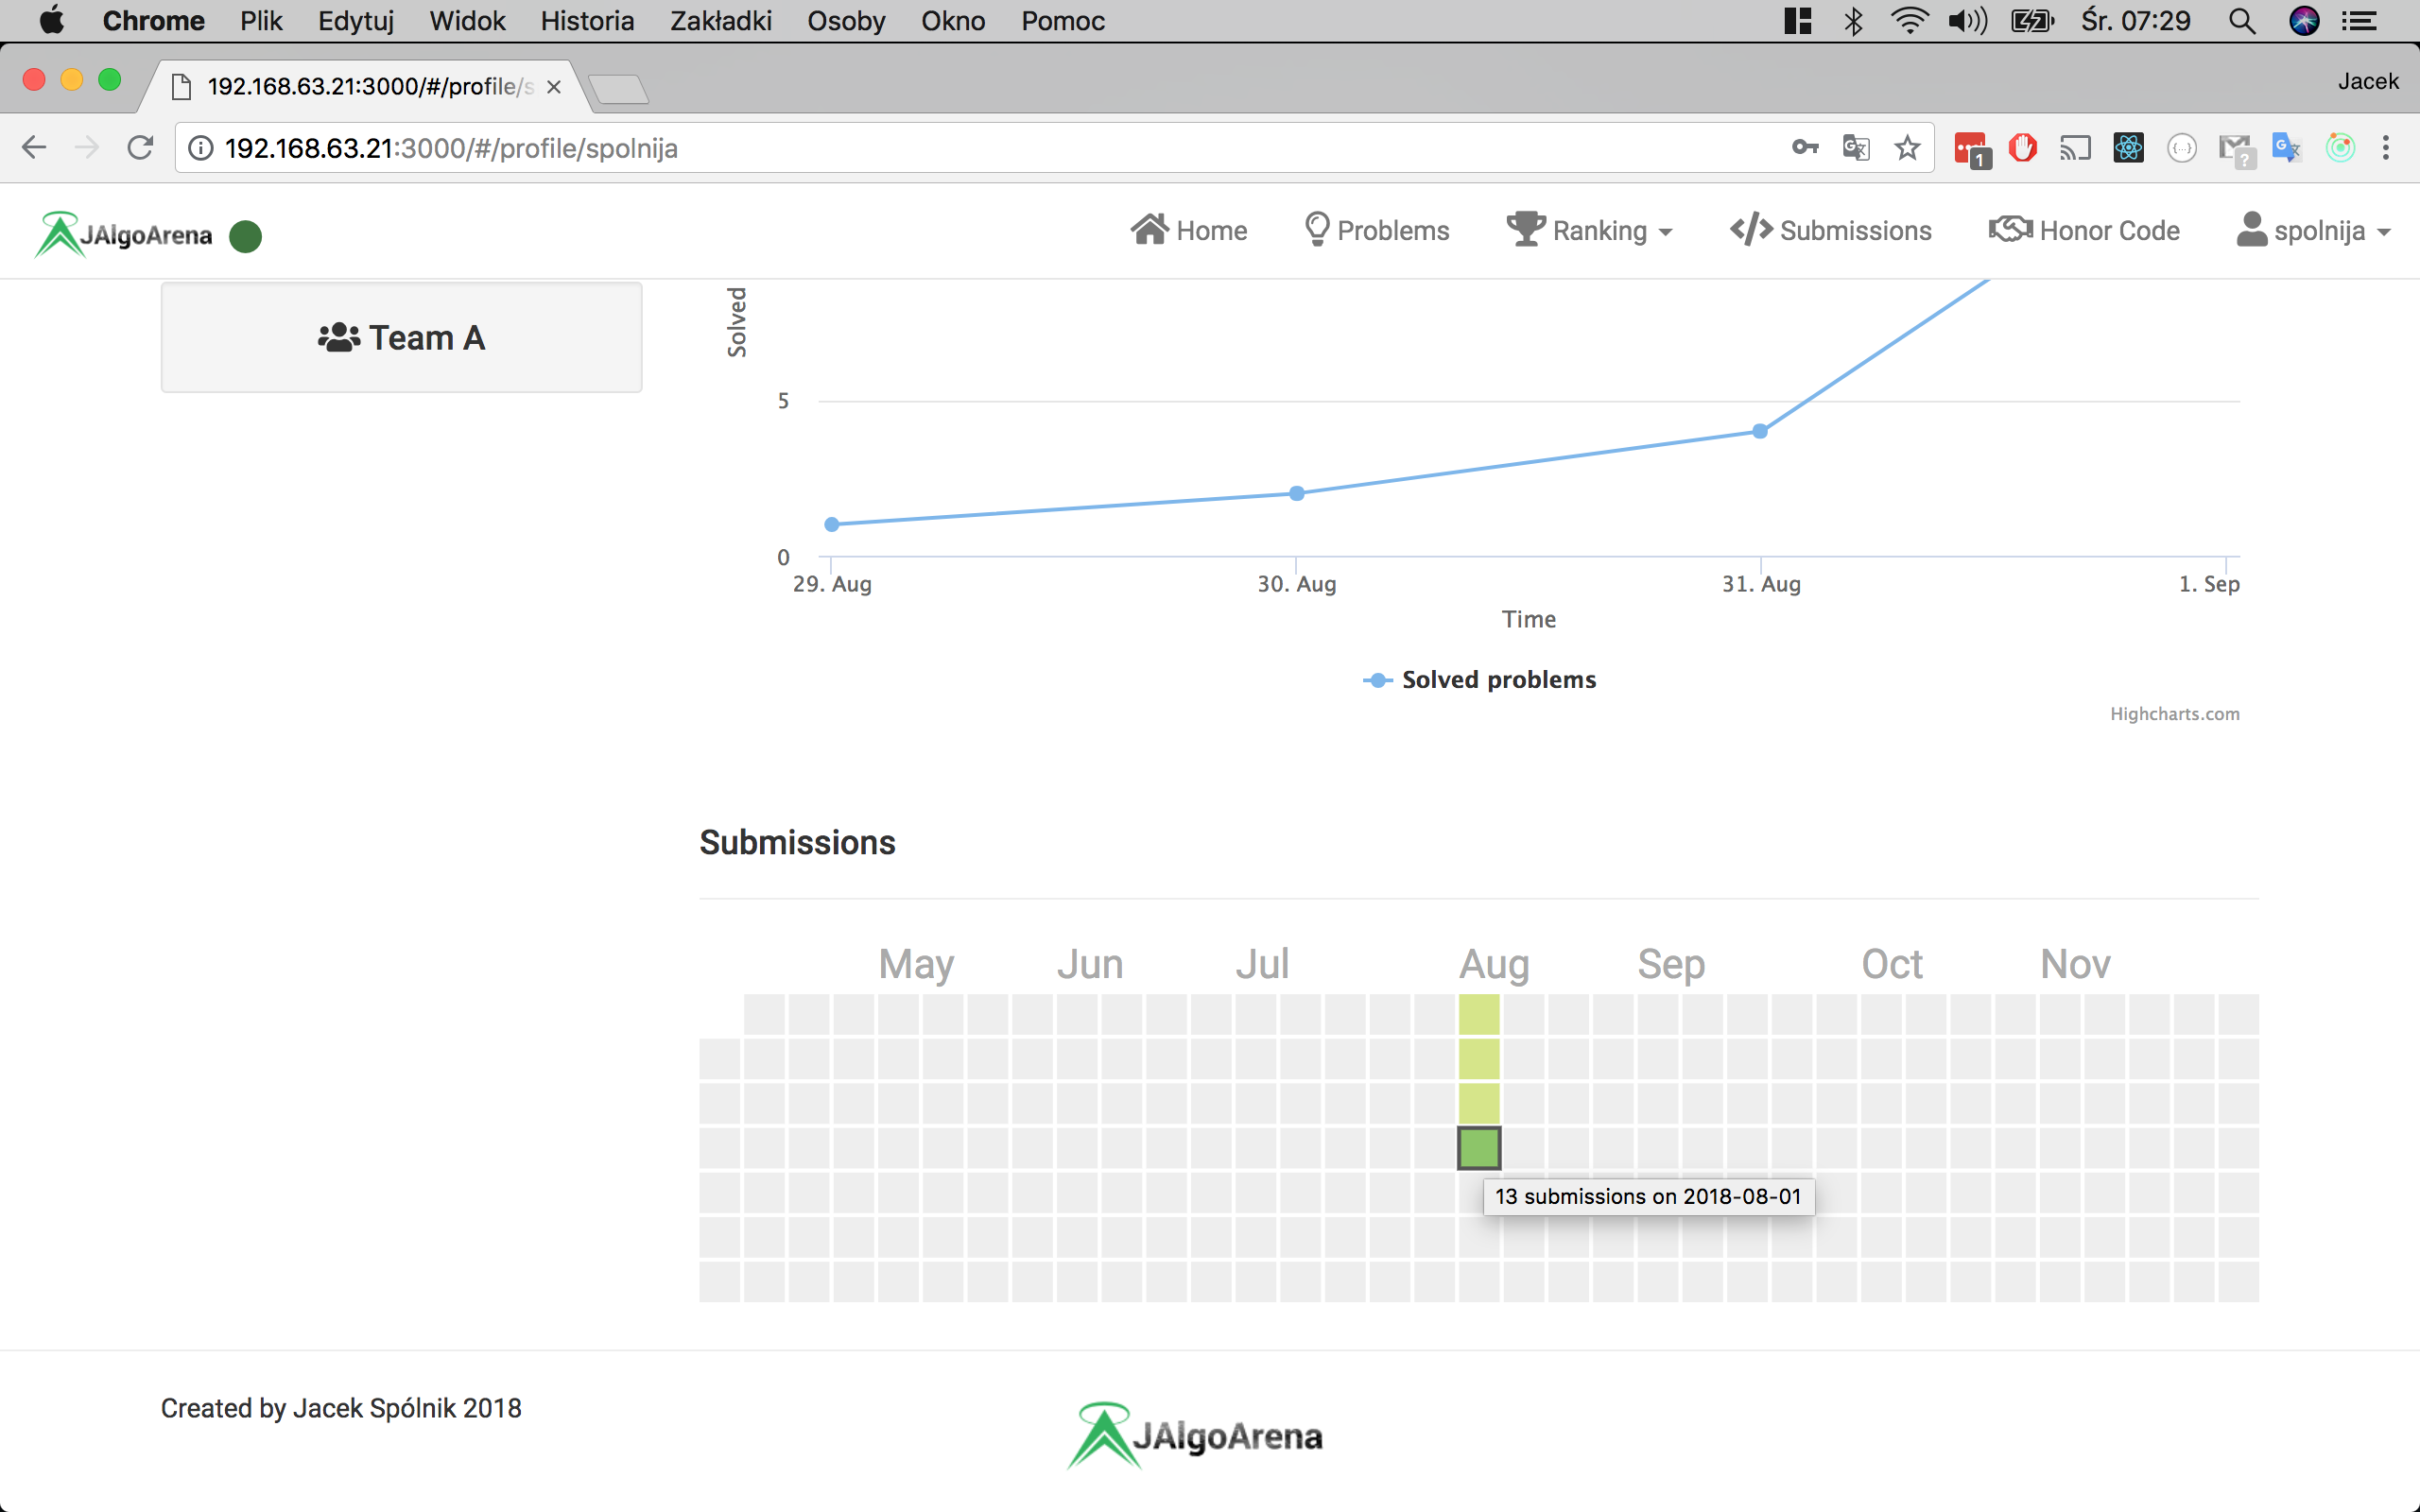 Chrome Plik Edytuj Widok Historia Zakładki Osoby Okno Pomoc Śr. 07:29
192.168.63.21:3000/#/profile/s Jacek
192.168.63.21:3000/#/profile/spolnija 1 ?
JAlgoArena Home Problems Ranking Submissions Honor Code spolnija
Team A
Solved
5
0
29. Aug 30. Aug 31. Aug 1. Sep
Time
Solved problems
Highcharts.com
Submissions
May Jun Jul Aug Sep Oct Nov
13 submissions on 2018-08-01
Created by Jacek Spólnik 2018
JAlgoArena